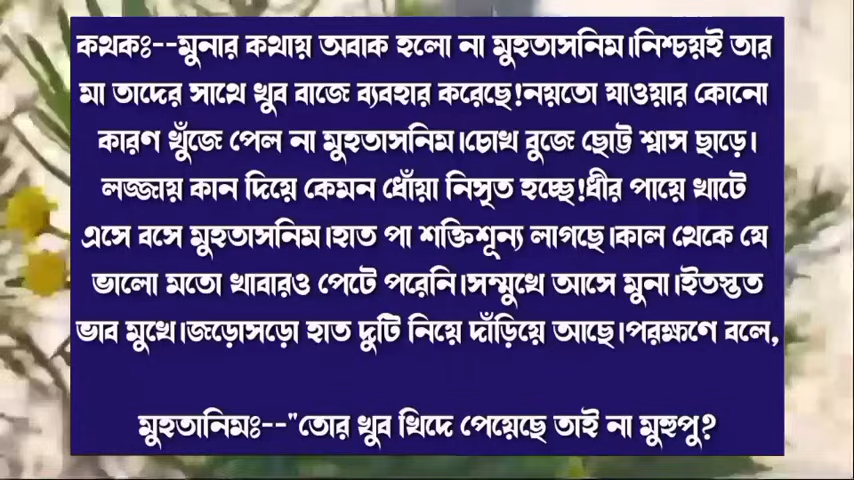 কথকঃ--মুনার কথায় অবাক হলো না মুহতাসনিম।নিশ্চয়ই তার
মা তাদের সাথে খুব বাজে ব্যবহার করেছে!নয়তো যাওয়ার কোনো
কারণ খুঁজে পেল না মুহতাসনিম।চোখ বুজে ছোট্ট শ্বাস ছাড়ে।
লজ্জায় কান দিয়ে কেমন ধোঁয়া নিসৃত হচ্ছে!ধীর পায়ে খাটে
এসে বসে মুহতাসনিম।হাত পা শক্তিশূন্য লাগছে।কাল থেকে যে
ভালো মতো খাবারও পেটে পরেনি।সম্মুখে আসে মুনা।ইতস্তত
ভাব মুখে।জড়োসড়ো হাত দুটি নিয়ে দাঁড়িয়ে আছে।পরক্ষণে বলে,
মুহতানিমঃ--"তোর খুব খিদে পেয়েছে তাই না মুহুপু?